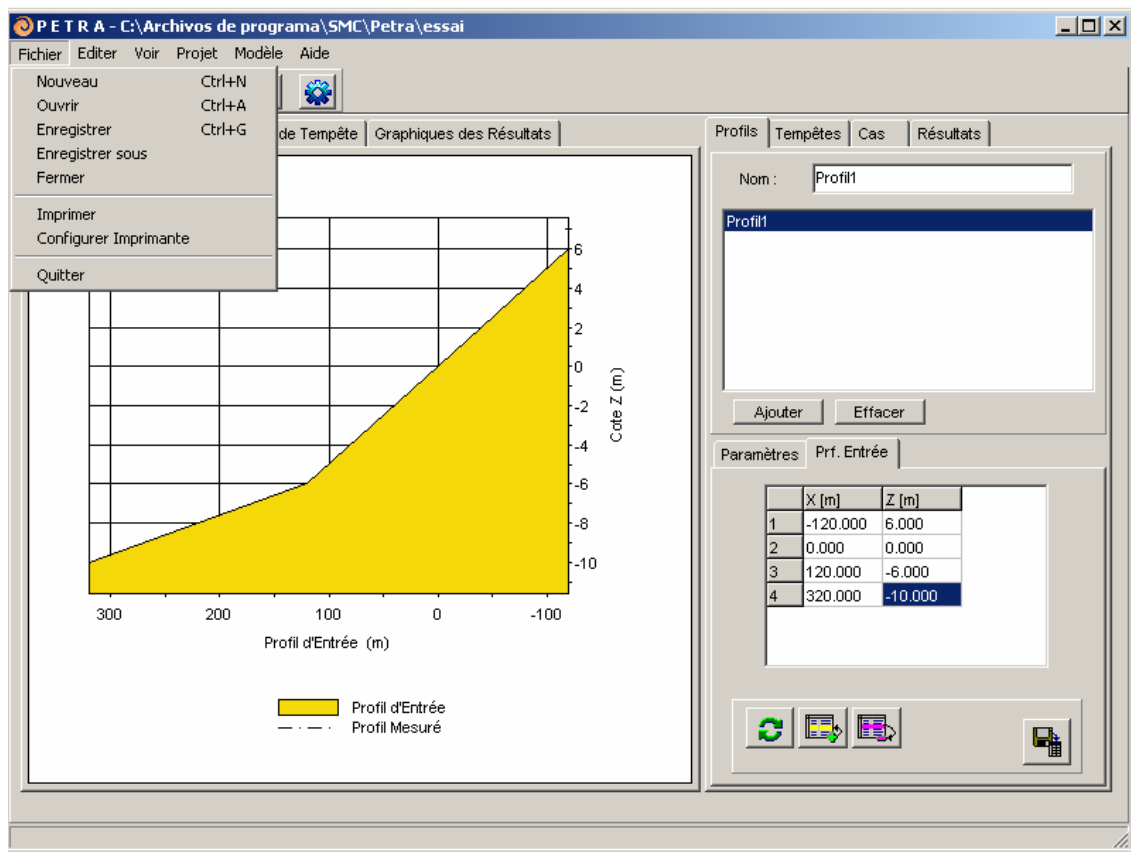 P E T R A - C:\Archivos de programa\SMC\Petra\essai
Fichier Editer Voir Projet Modèle Aide
Nouveau Ctrl+N
Ouvrir Ctrl+A
Enregistrer Ctrl+G
Enregistrer sous
Fermer
Imprimer
Configurer Imprimante
Quitter
de Tempête Graphiques des Résultats
6
4
2
0
-2
-4
-6
-8
-10
Cote Z (m)
300 200 100 0 -100
Profil d'Entrée (m)
Profil d'Entrée
Profil Mesuré
Profils Tempêtes Cas Résultats
Nom : Profil1
Profil1
Ajouter Effacer
Paramètres Prf. Entrée
X [m] Z [m]
1 -120.000 6.000
2 0.000 0.000
3 120.000 -6.000
4 320.000 -10.000